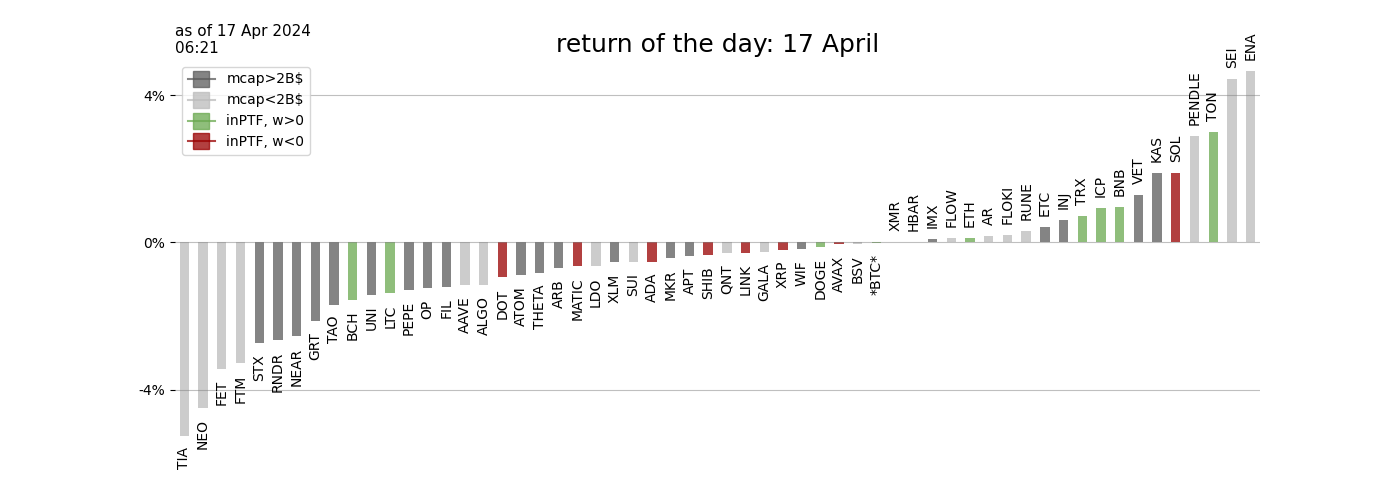 as of 17 Apr 2024
06:21
return of the day: 17 April
mcap>2B$
mcap<2B$
inPTF, w>0
inPTF, w<0
4%
0%
-4%
TIA
NEO
FET
FTM
STX
RNDR
NEAR
GRT
TAO
BCH
UNI
LTC
PEPE
OP
FIL
AAVE
ALGO
DOT
ATOM
THETA
ARB
MATIC
LDO
XLM
SUI
ADA
MKR
APT
SHIB
QNT
LINK
GALA
XRP
WIF
DOGE
AVAX
BSV
*BTC*
XMR
HBAR
IMX
FLOW
ETH
AR
FLOKI
RUNE
ETC
INJ
TRX
ICP
BNB
VET
KAS
SOL
PENDLE
TON
SEI
ENA